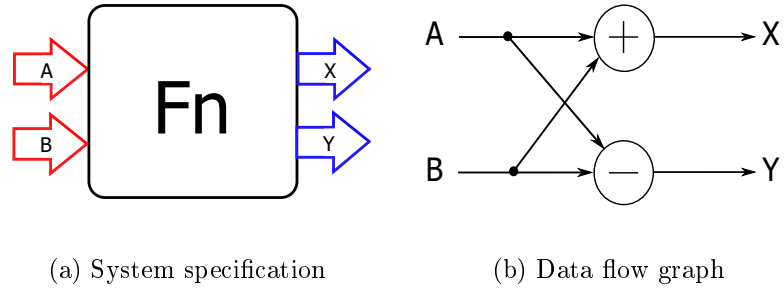 A
B
Fn
X
Y
A
B
+
−
X
Y
(a) System specification
(b) Data flow graph